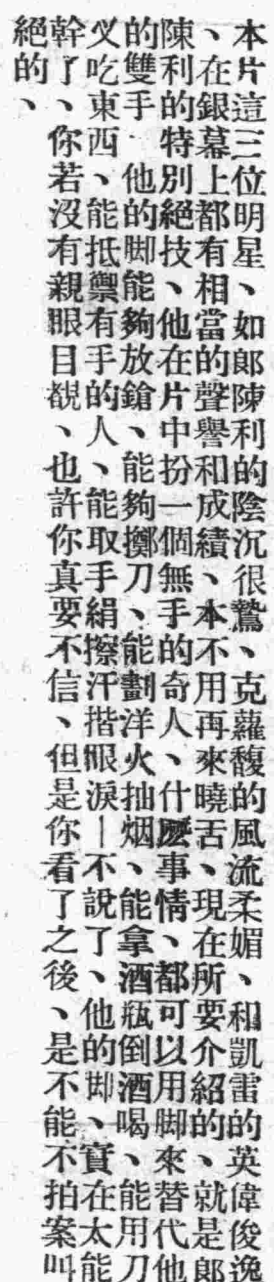 本片這三位明星、如郎陳利的陰沉很鷙、克蘿馥的風流柔媚、和凱雷的英偉俊逸
、在銀幕上都有相當的聲譽和成績、本不用再來曉舌、現在所要介紹的、就是郎
陳利的特別絕技、他在片中扮一個無手的奇人、什麽事情、都可以用脚來替代他
的雙手．他的脚能夠放鎗、能夠擲刀、能劃洋火抽烟、能拿酒瓶倒酒喝、能用刀
叉吃東西、能抵禦有手的人、能取手絹擦汗揩眼淚－不說了、他的脚、實在太能
幹了、你若沒有親眼目覩、也許你真要不信、但是你看了之後、是不能不拍案叫
絕的、